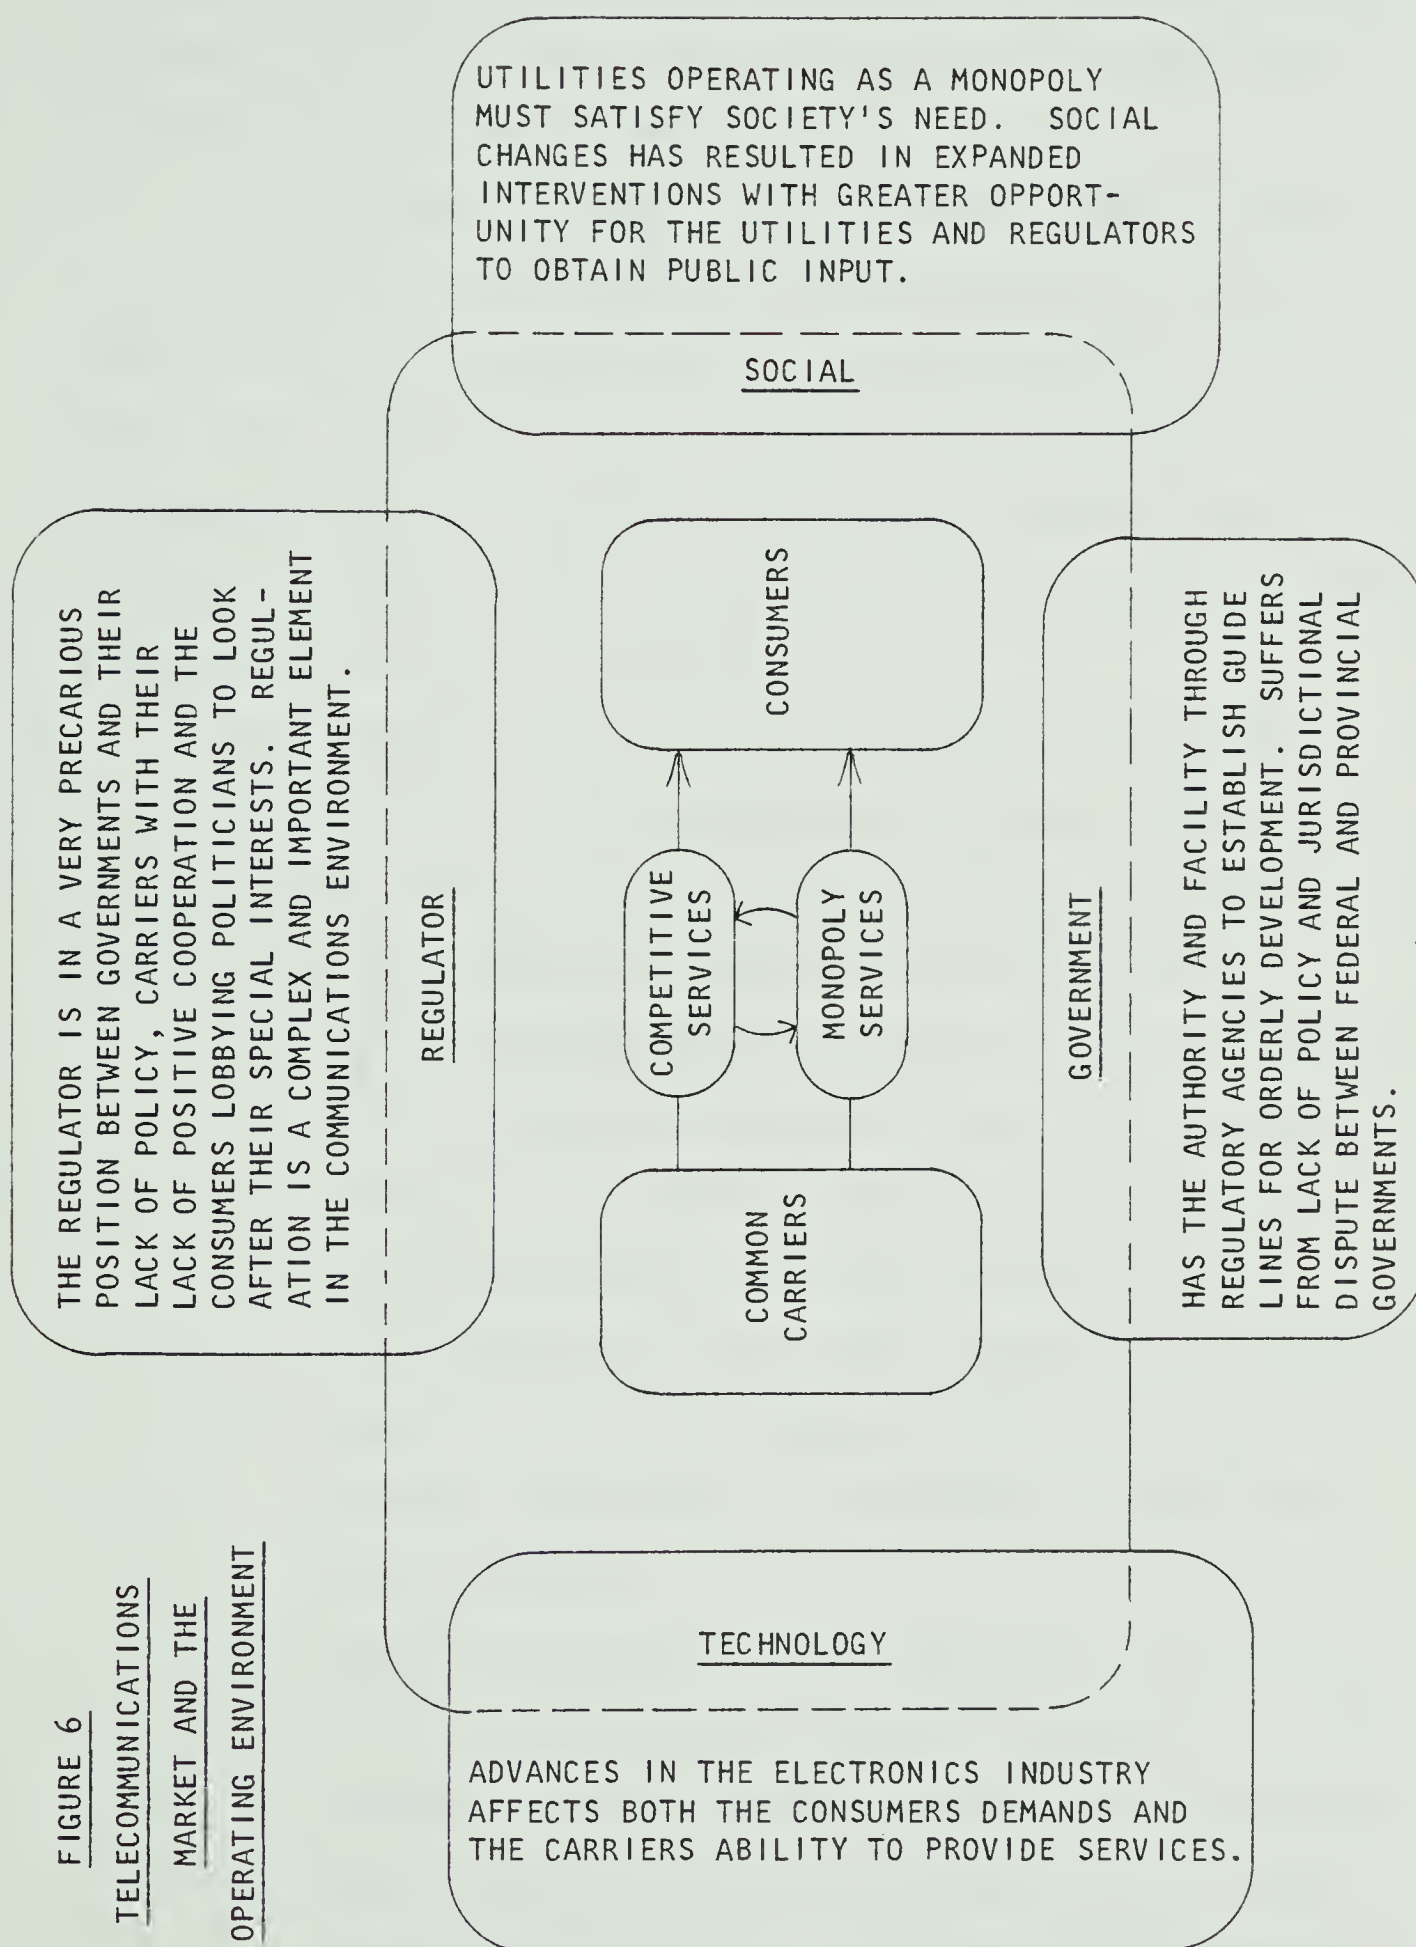 FIGURE 6
TELECOMMUNICATIONS
MARKET AND THE
OPERATING ENVIRONMENT
THE REGULATOR IS IN A VERY PRECARIOUS
POSITION BETWEEN GOVERNMENTS AND THEIR
LACK OF POLICY, CARRIERS WITH THEIR
LACK OF POSITIVE COOPERATION AND THE
CONSUMERS LOBBYING POLITICIANS TO LOOK
AFTER THEIR SPECIAL INTERESTS. REGUL-
ATION IS A COMPLEX AND IMPORTANT ELEMENT
IN THE COMMUNICATIONS ENVIRONMENT.
REGULATOR
UTILITIES OPERATING AS A MONOPOLY
MUST SATISFY SOCIETY'S NEED. SOCIAL
CHANGES HAS RESULTED IN EXPANDED
INTERVENTIONS WITH GREATER OPPORT-
UNITY FOR THE UTILITIES AND REGULATORS
TO OBTAIN PUBLIC INPUT.
SOCIAL
TECHNOLOGY
ADVANCES IN THE ELECTRONICS INDUSTRY
AFFECTS BOTH THE CONSUMERS DEMANDS AND
THE CARRIERS ABILITY TO PROVIDE SERVICES.
COMMON
CARRIERS
COMPETITIVE
SERVICES
MONOPOLY
SERVICES
CONSUMERS
GOVERNMENT
HAS THE AUTHORITY AND FACILITY THROUGH
REGULATORY AGENCIES TO ESTABLISH GUIDE
LINES FOR ORDERLY DEVELOPMENT. SUFFERS
FROM LACK OF POLICY AND JURISDICTIONAL
DISPUTE BETWEEN FEDERAL AND PROVINCIAL
GOVERNMENTS.